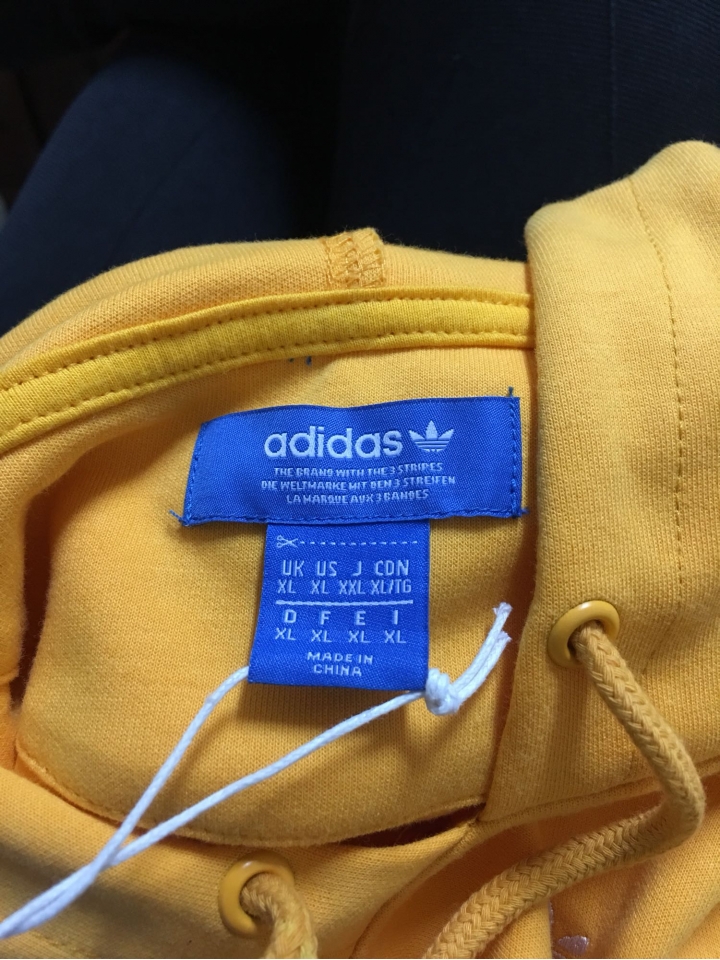 adidas
THE BRAND WITH THE 3 STRIPES
DIE WELTMARKE MIT DEN 3 STREIFEN
LA MARQUE AUX 3 BANDES
UK US J CDN
XL XL XXL XL/TG
D F E I
XL XL XL XL
MADE IN
CHINA